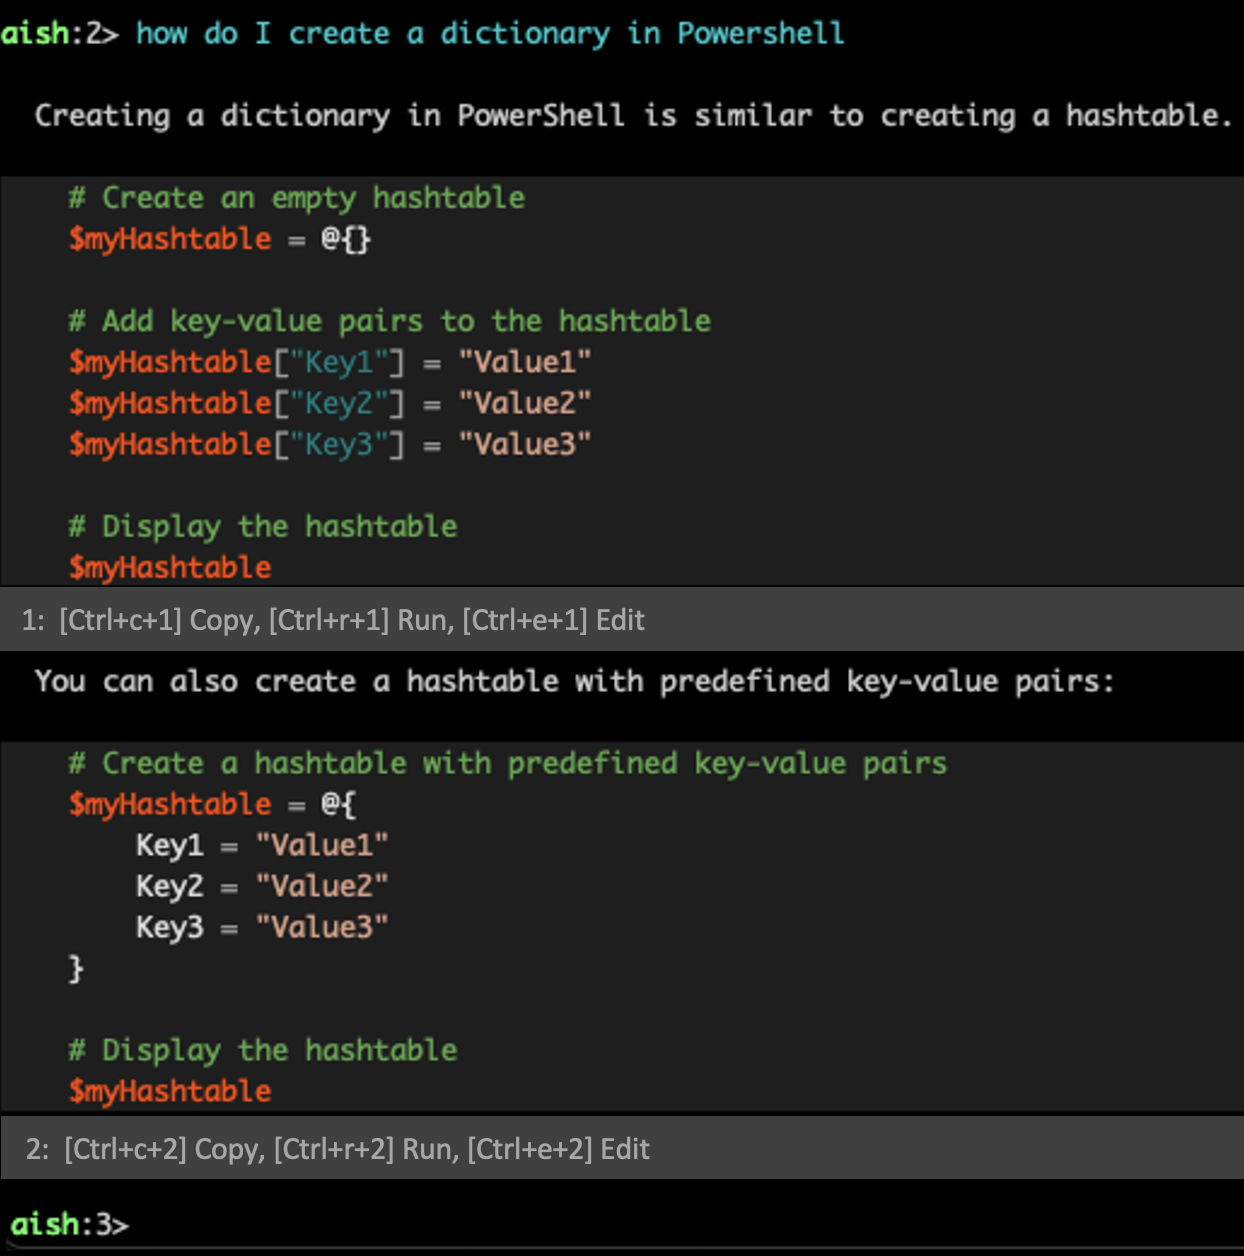 aish:2> how do I create a dictionary in Powershell
Creating a dictionary in PowerShell is similar to creating a hashtable.
# Create an empty hashtable
$myHashtable = @{}
# Add key-value pairs to the hashtable
$myHashtable["Key1"] = "Value1"
$myHashtable["Key2"] = "Value2"
$myHashtable["Key3"] = "Value3"
# Display the hashtable
$myHashtable
1:  [Ctrl+c+1] Copy, [Ctrl+r+1] Run, [Ctrl+e+1] Edit
You can also create a hashtable with predefined key-value pairs:
# Create a hashtable with predefined key-value pairs
$myHashtable = @{
    Key1 = "Value1"
    Key2 = "Value2"
    Key3 = "Value3"
}
# Display the hashtable
$myHashtable
2:  [Ctrl+c+2] Copy, [Ctrl+r+2] Run, [Ctrl+e+2] Edit
aish:3>